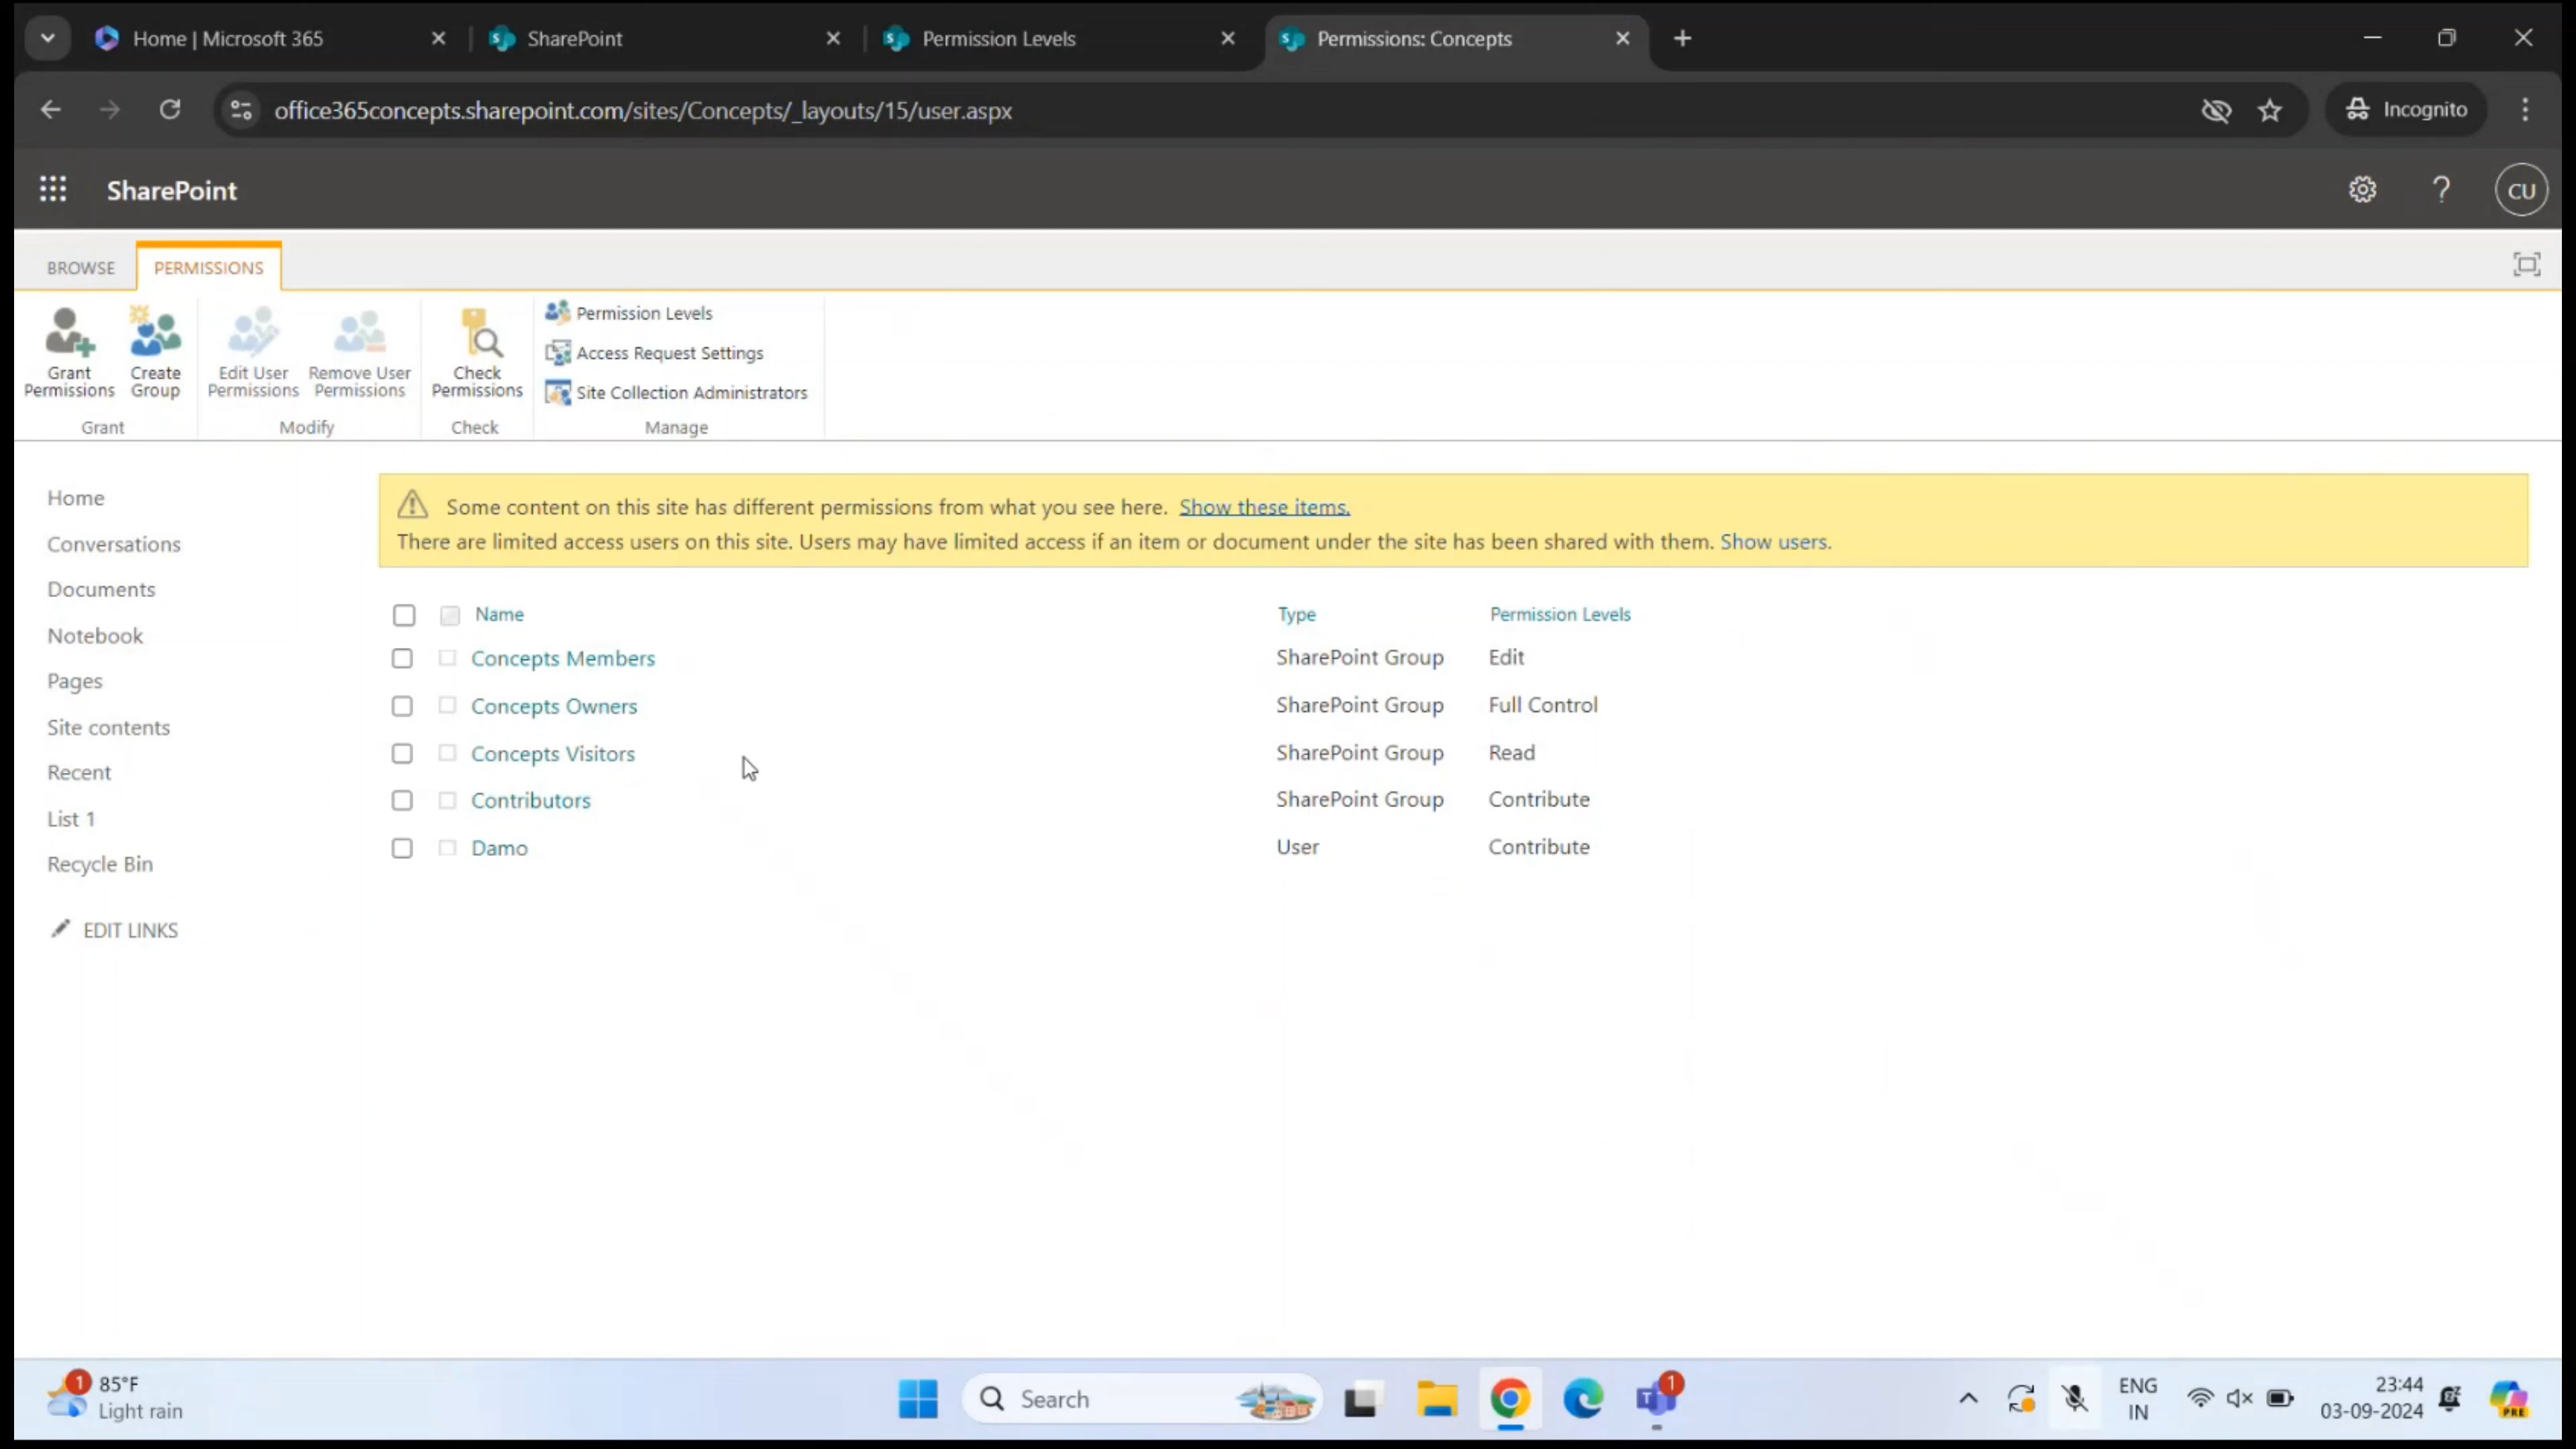 Home | Microsoft 365
SharePoint
Permission Levels
Permissions: Concepts
office365concepts.sharepoint.com/sites/Concepts/_layouts/15/user.aspx
Incognito
SharePoint
?
CU
BROWSE
PERMISSIONS
Grant Permissions
Create Group
Edit User Permissions
Remove User Permissions
Check Permissions
Permission Levels
Access Request Settings
Site Collection Administrators
Grant
Modify
Check
Manage
Home
Conversations
Documents
Notebook
Pages
Site contents
Recent
List 1
Recycle Bin
EDIT LINKS
Some content on this site has different permissions from what you see here. Show these items.
There are limited access users on this site. Users may have limited access if an item or document under the site has been shared with them. Show users.
Name Type Permission Levels
Concepts Members SharePoint Group Edit
Concepts Owners SharePoint Group Full Control
Concepts Visitors SharePoint Group Read
Contributors SharePoint Group Contribute
Damo User Contribute
1
85°F
Light rain
Search
1
ENG
IN
23:44
03-09-2024
PRE